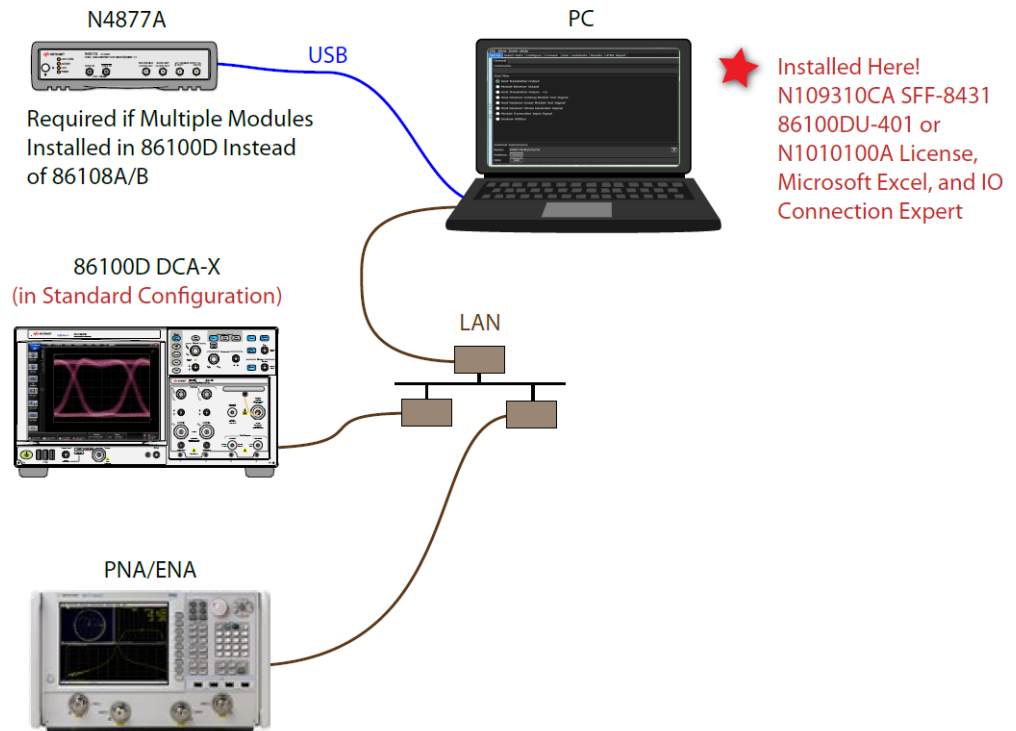 N4877A
PC
USB
Required if Multiple Modules
Installed in 86100D Instead
of 86108A/B
Installed Here!
N109310CA SFF-8431
86100DU-401 or
N1010100A License,
Microsoft Excel, and IO
Connection Expert
86100D DCA-X
(in Standard Configuration)
LAN
PNA/ENA